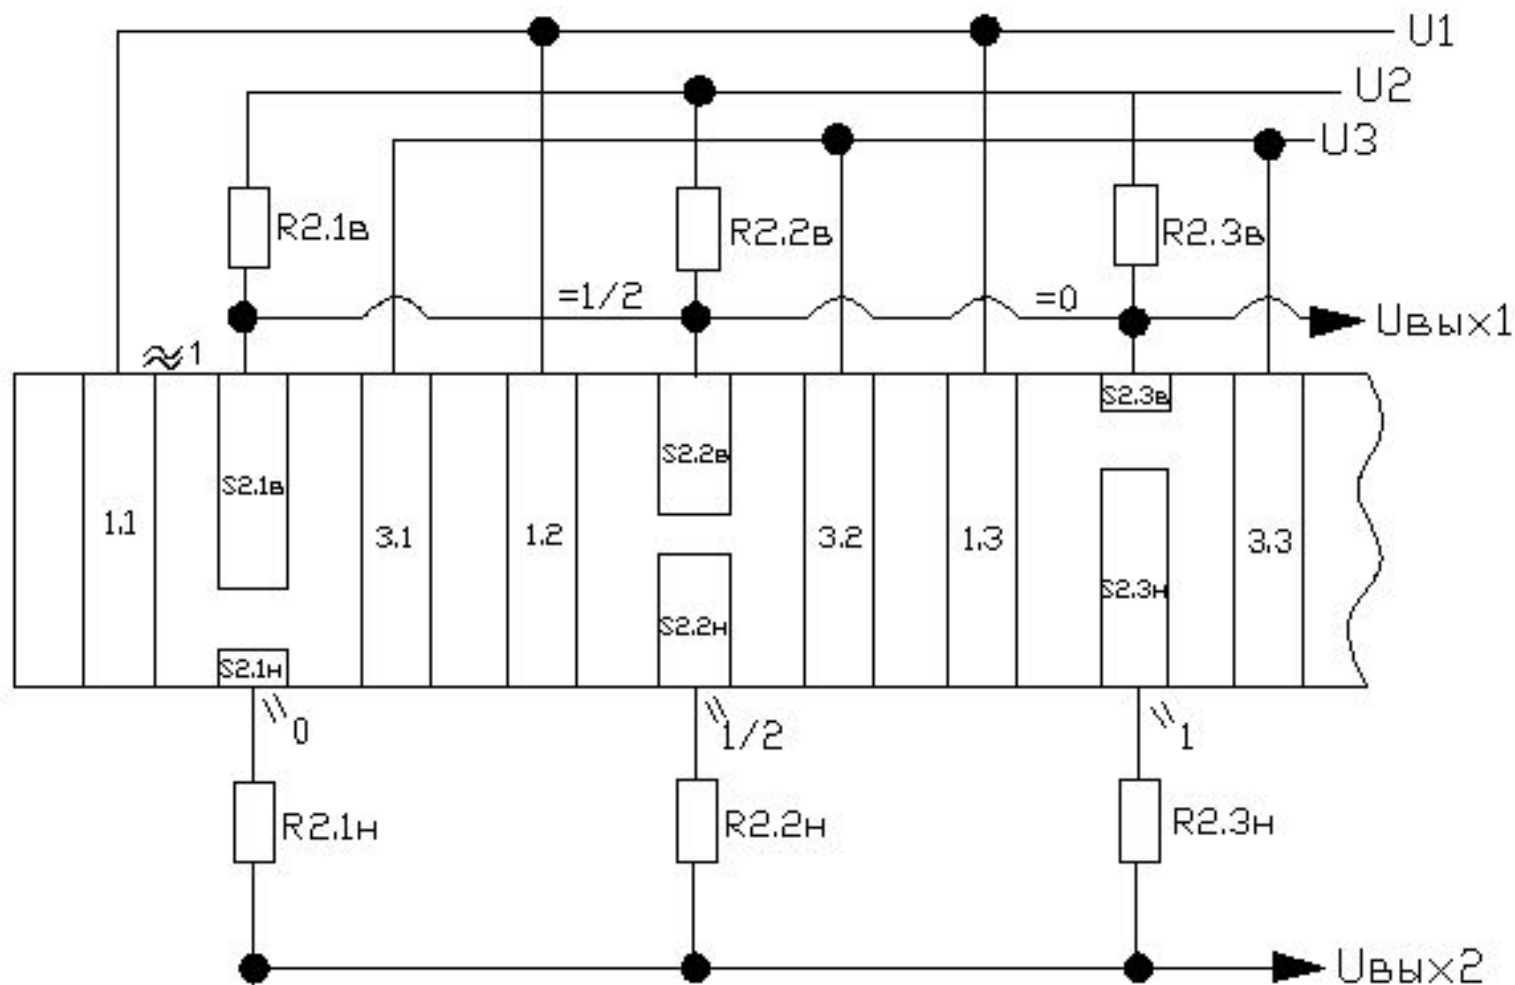 U1
U2
U3
R2.1в
R2.2в
R2.3в
=1/2
=0
Uвых1
≈1
S2.1в
S2.2в
S2.3в
1.1
3.1
1.2
3.2
1.3
3.3
S2.1н
S2.2н
S2.3н
=0
=1/2
=1
R2.1н
R2.2н
R2.3н
Uвых2